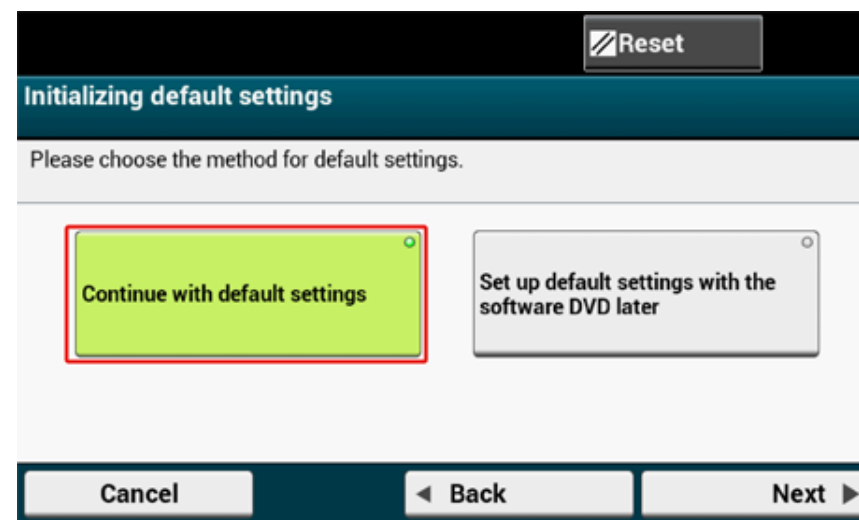 Reset
Initializing default settings
Please choose the method for default settings.
Continue with default settings
Set up default settings with the
software DVD later
Cancel
Back
Next